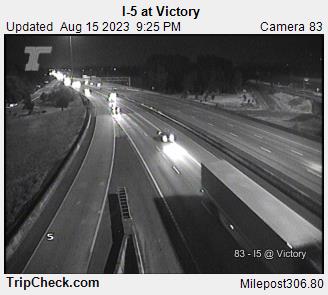 I-5 at Victory
Updated Aug 15 2023 9:25 PM Camera 83
T
5
83 - I5 @ Victory
TripCheck.com Milepost306.80